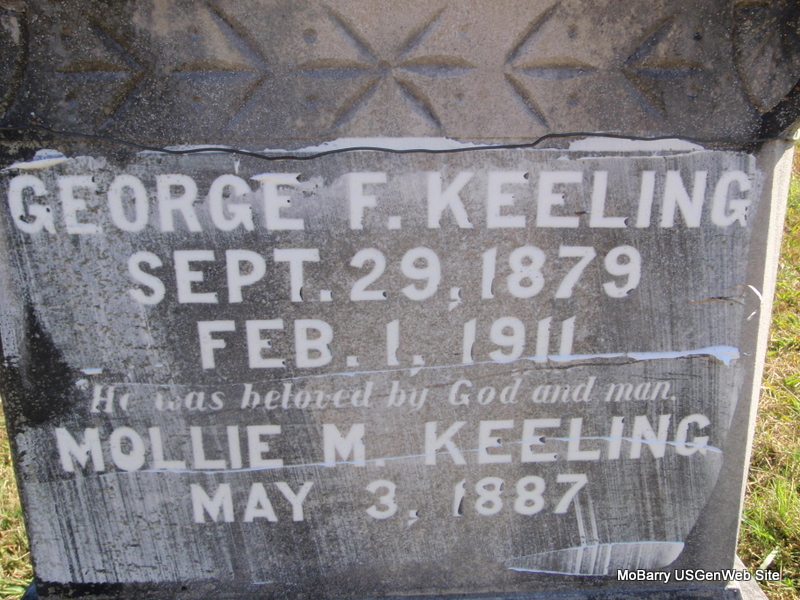 GEORGE F. KEELING
SEPT. 29, 1879
FEB. 1, 1911
"He was beloved by God and man.
MOLLIE M. KEELING
MAY 3, 1887
MoBarry USGenWeb Site